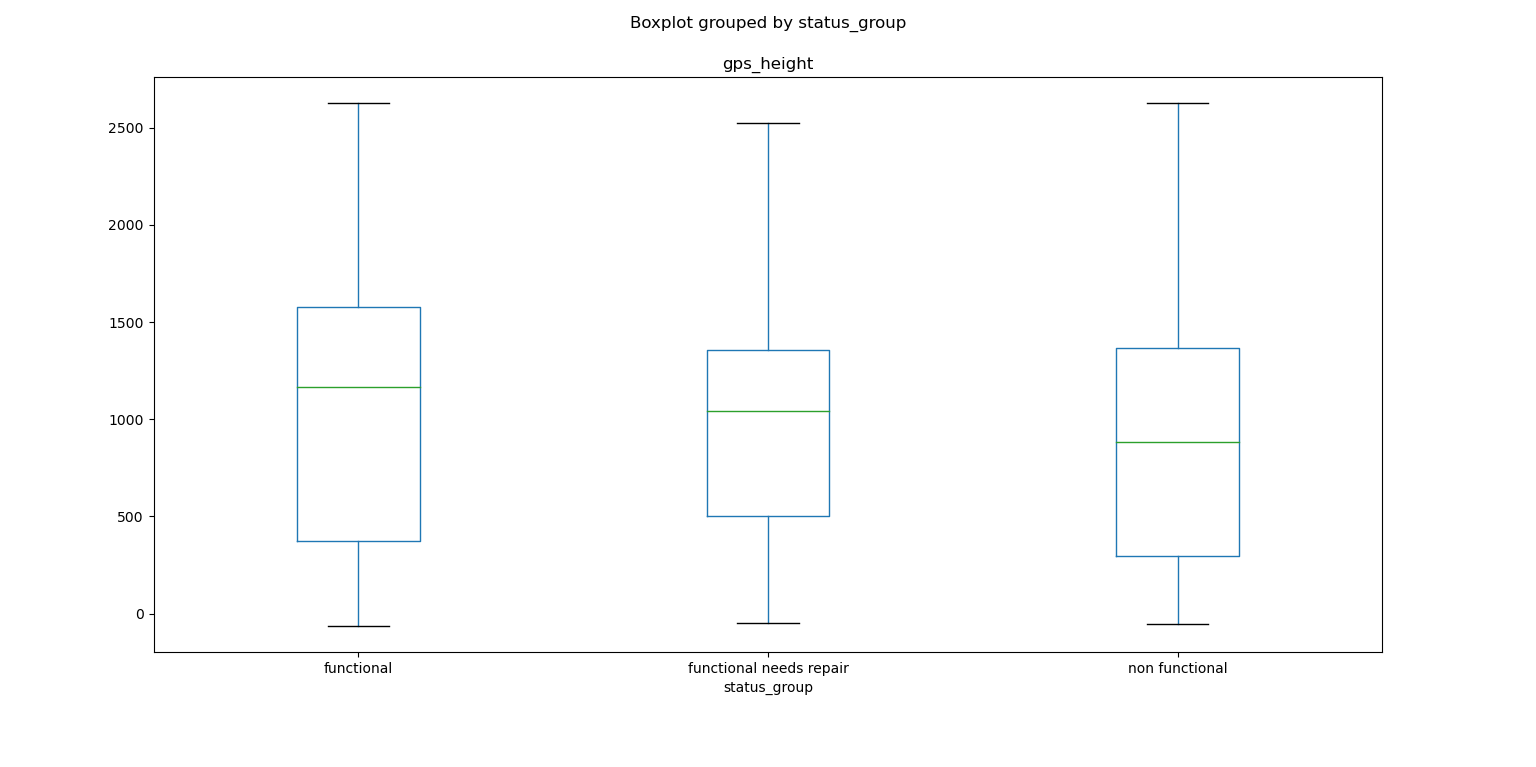 Boxplot grouped by status_group
gps_height
2500
2000
1500
1000
500
0
functional
functional needs repair
non functional
status_group